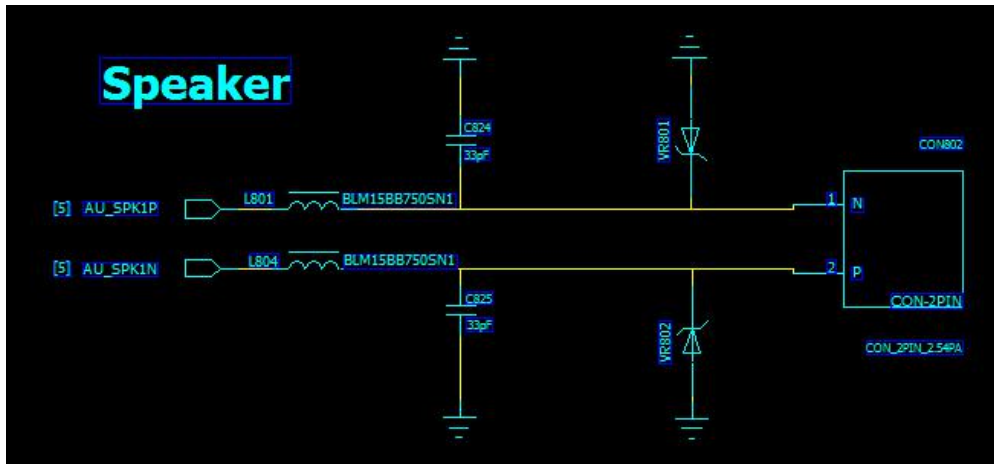 Speaker
C824
33pF
VR801
CON802
[5] AU_SPK1P
L801
BLM15BB750SN1
1
N
[5] AU_SPK1N
L804
BLM15BB750SN1
2
P
C825
33pF
VR802
CON-2PIN
CON_2PIN_2.54PA